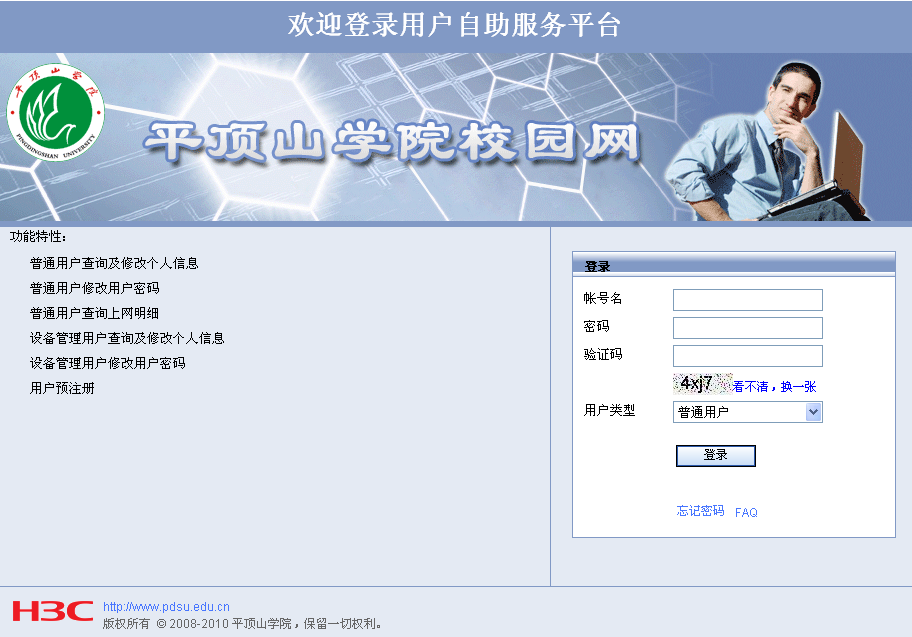 欢迎登录用户自助服务平台
平顶山学院
PINGDINGSHAN UNIVERSITY
平顶山学院校园网
功能特性:
普通用户查询及修改个人信息
普通用户修改用户密码
普通用户查询上网明细
设备管理用户查询及修改个人信息
设备管理用户修改用户密码
用户预注册
登录
帐号名
密码
验证码
4xj7 看不清，换一张
用户类型 普通用户
登录
忘记密码 FAQ
H3C
http://www.pdsu.edu.cn
版权所有 © 2008-2010 平顶山学院，保留一切权利。